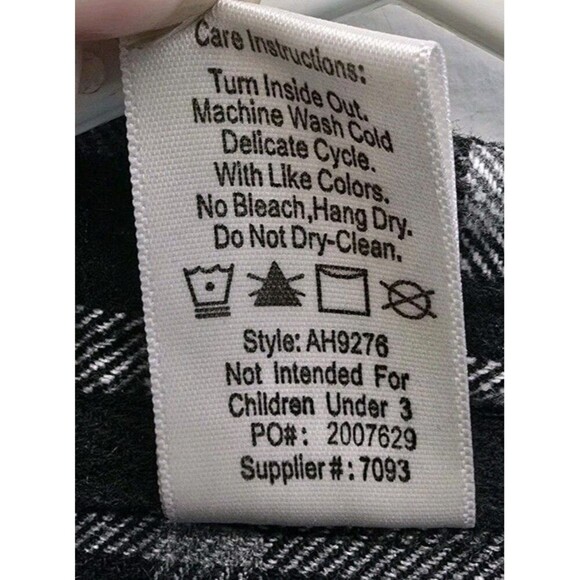 Care Instructions:
Turn Inside Out.
Machine Wash Cold
Delicate Cycle.
With Like Colors.
No Bleach,Hang Dry.
Do Not Dry-Clean.
Style: AH9276
Not Intended For
Children Under 3
PO#: 2007629
Supplier#: 7093